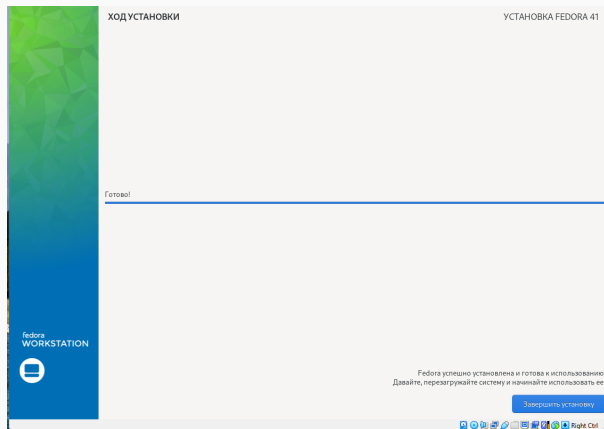 ХОД УСТАНОВКИ
УСТАНОВКА FEDORA 41
Готово!
fedora
WORKSTATION
Fedora успешно установлена и готова к использованию
Давайте, перезагружайте систему и начинайте использовать ее
Завершить установку
Right Ctrl